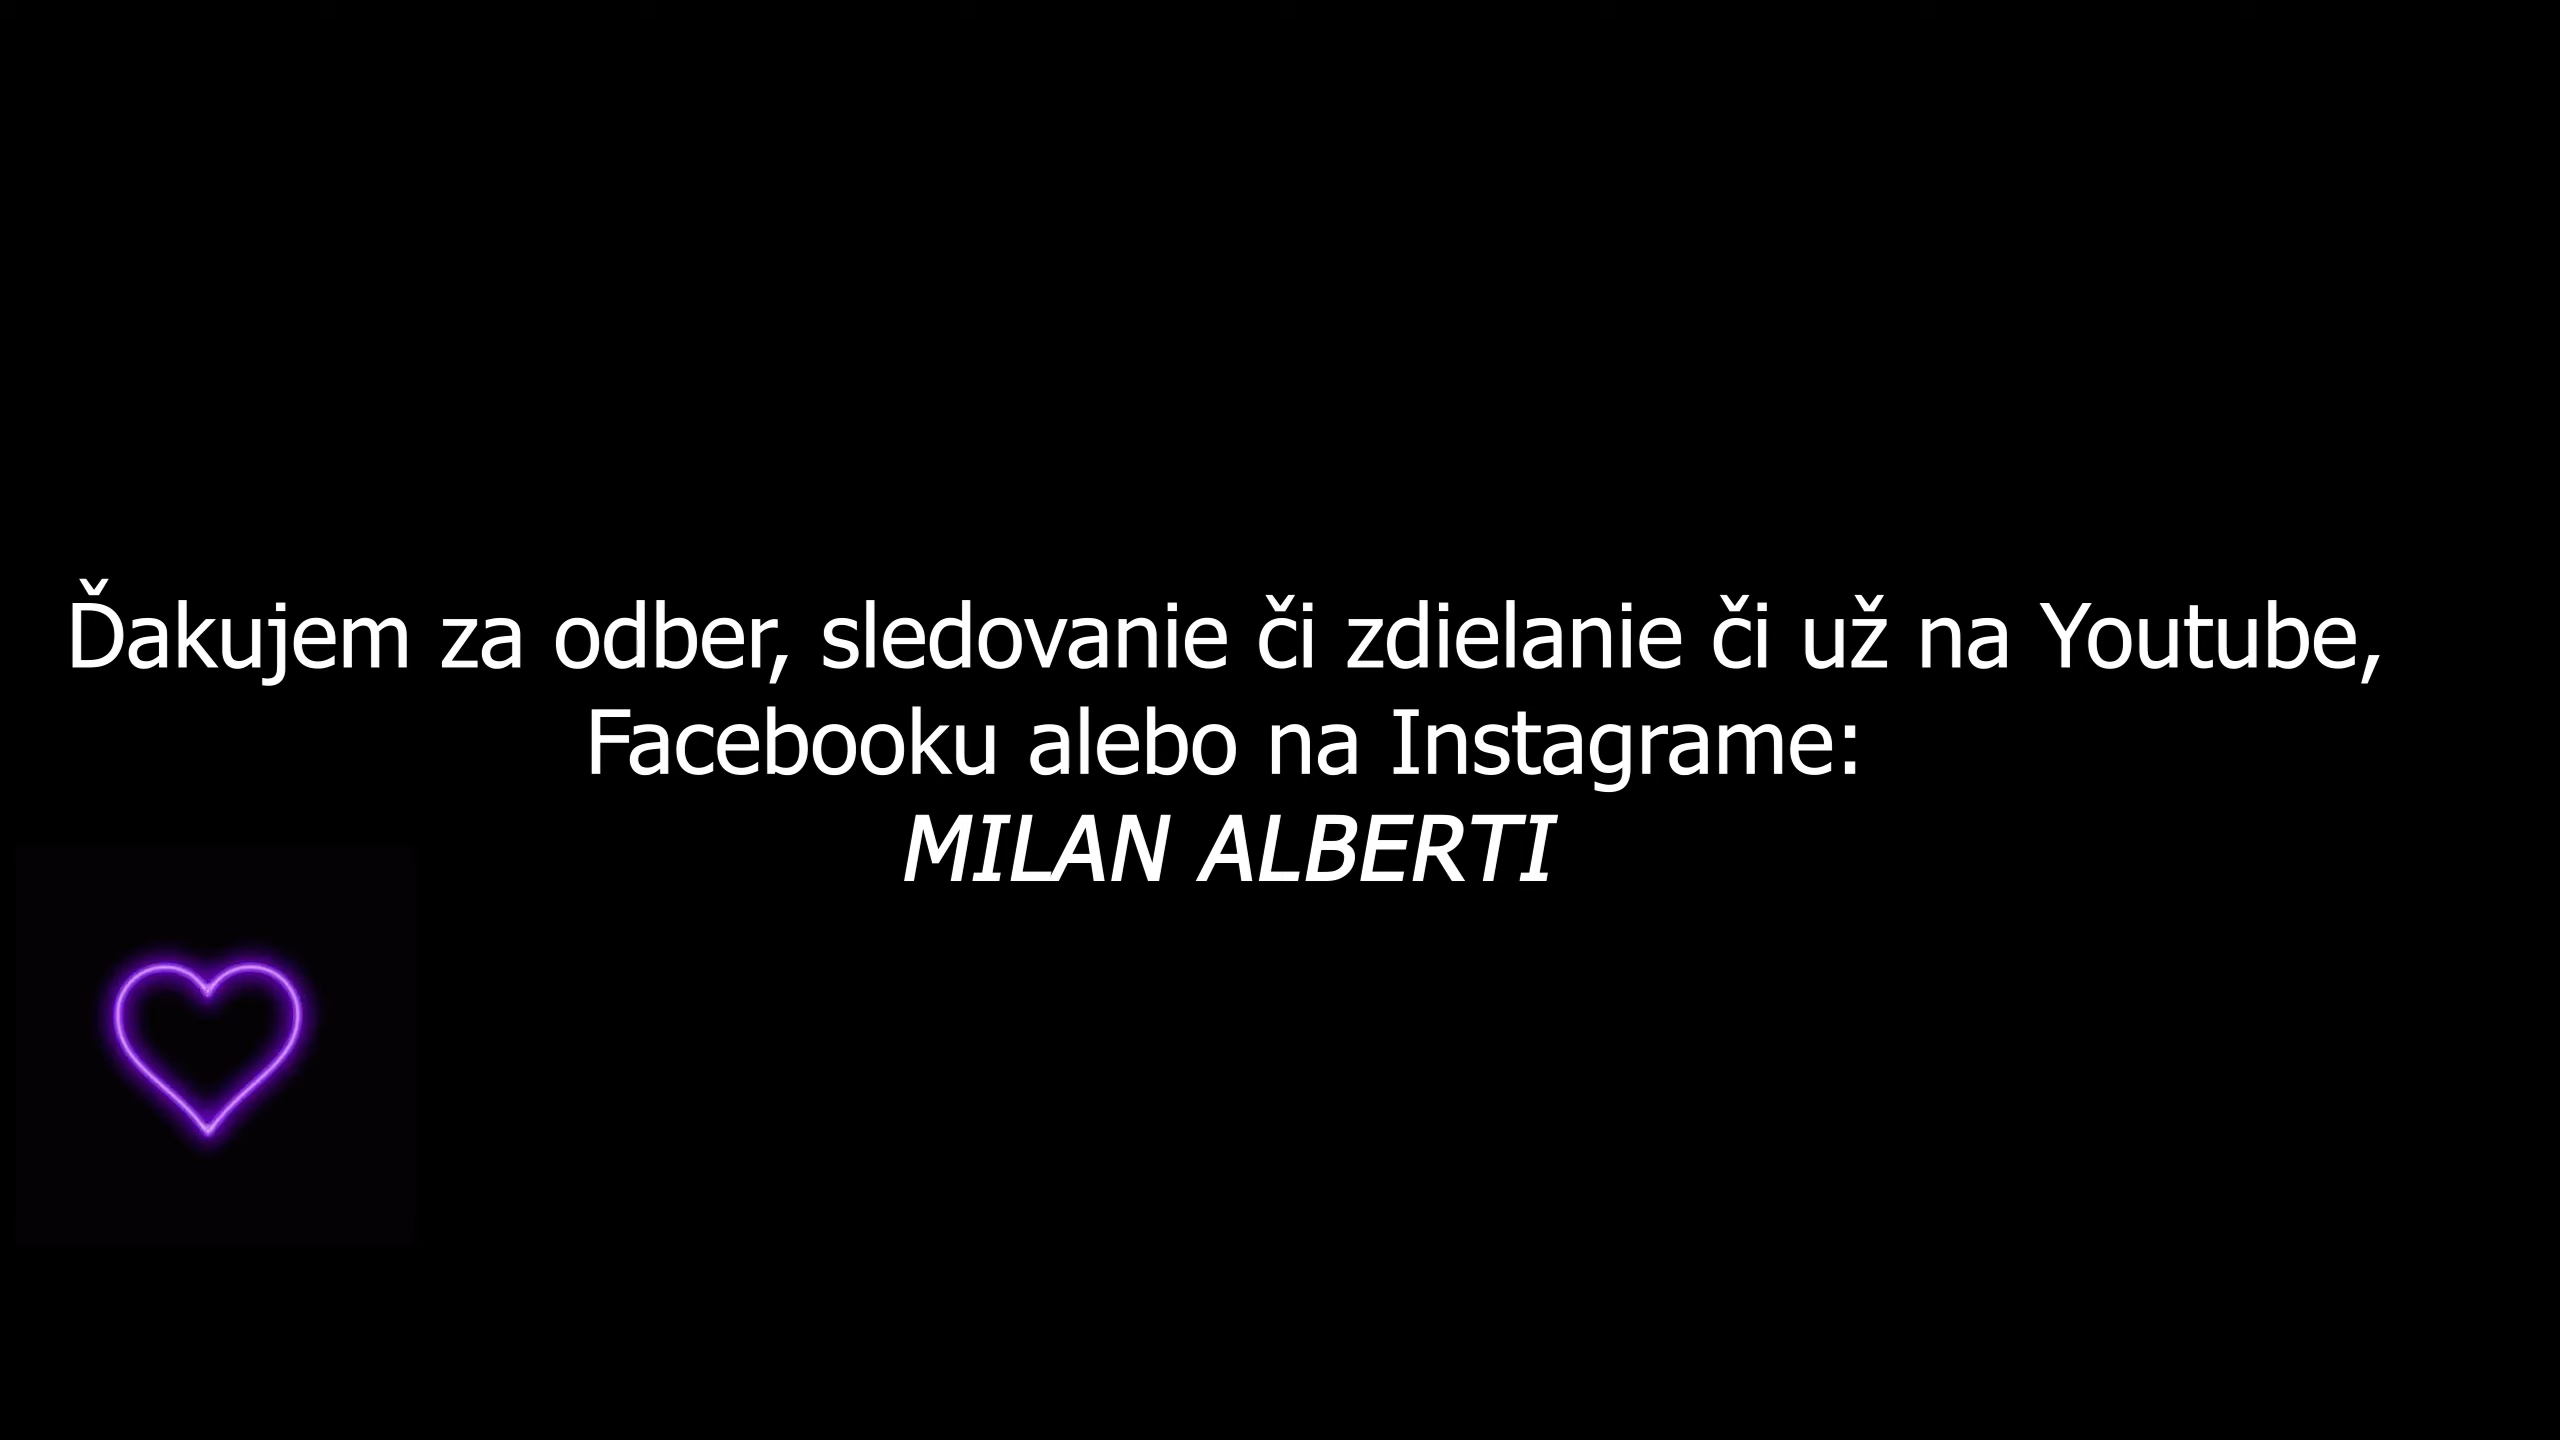 Ďakujem za odber, sledovanie či zdielanie či už na Youtube,
Facebooku alebo na Instagrame:
MILAN ALBERTI